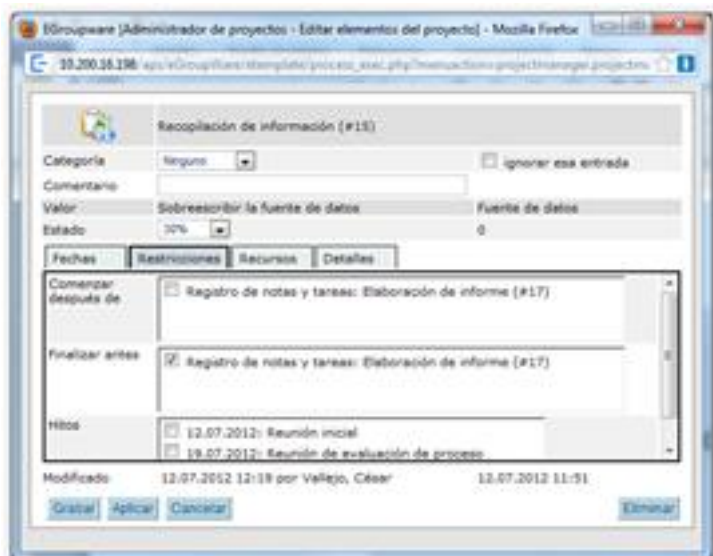 EGroupware [Administrador de proyectos - Editar elementos del proyecto] - Mozilla Firefox
10.200.16.198
Recopilación de información (#15)
Categoría Ninguno ignorar esa entrada
Comentario
Valor Sobreescribir la fuente de datos Fuente de datos
Estado 30% 0
Fechas Restricciones Recursos Detalles
Comenzar después de
Registro de notas y tareas: Elaboración de informe (#17)
Finalizar antes
Registro de notas y tareas: Elaboración de informe (#17)
Hitos
12.07.2012: Reunión inicial
19.07.2012: Reunión de evaluación de proceso
Modificado 12.07.2012 12:19 por Vallejo, César 12.07.2012 11:51
Grabar Aplicar Cancelar Eliminar